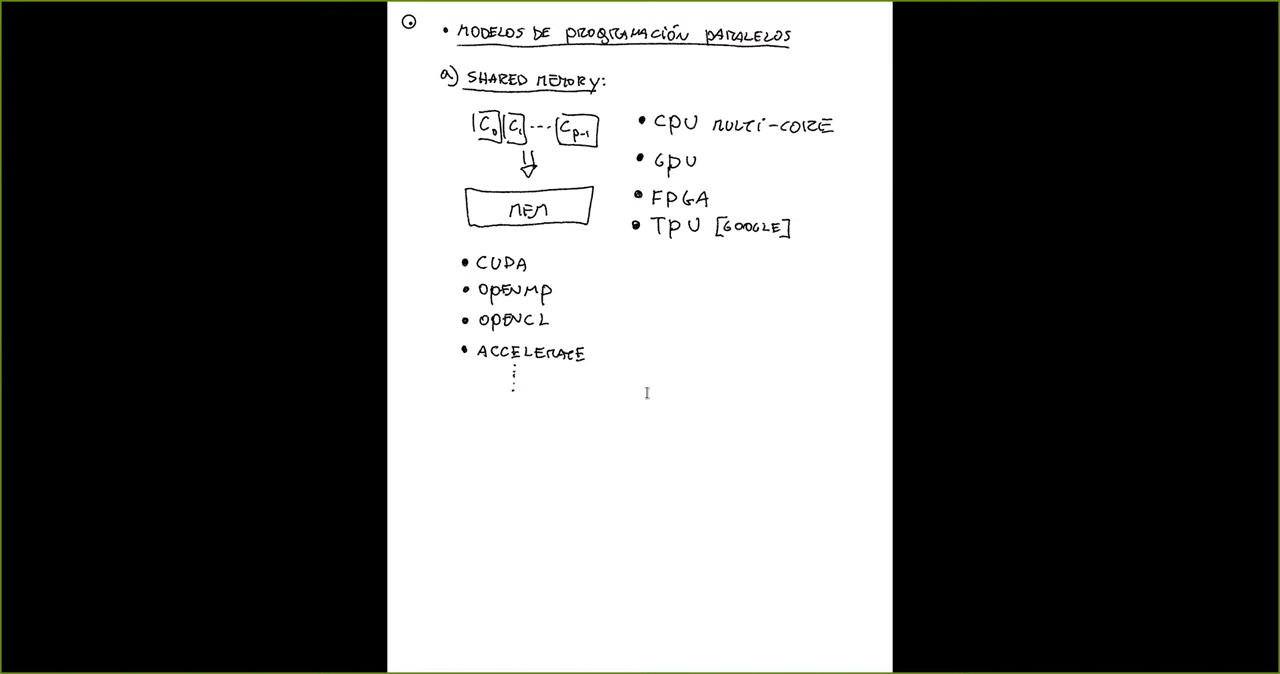 • MODELOS DE PROGRAMACIÓN PARALELOS
a) SHARED MEMORY:
C0 C1 ... Cp-1
MEM
• CPU MULTI-CORE
• GPU
• FPGA
• TPU [GOOGLE]
• CUDA
• OPENMP
• OPENCL
• ACCELERATE